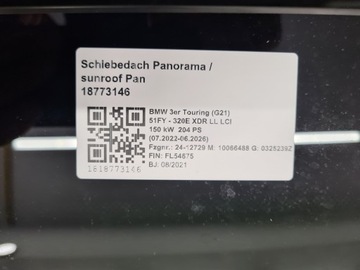 Schiebedach Panorama /
sunroof Pan
18773146
BMW 3er Touring (G21)
51FY - 320E XDR LL LCI
150 kW 204 PS
(07.2022-06.2026)
Fzgnr.: 24-12729 M: 10066488 G: 0325239Z
FIN: FL54875
BJ: 08/2021
1618773146